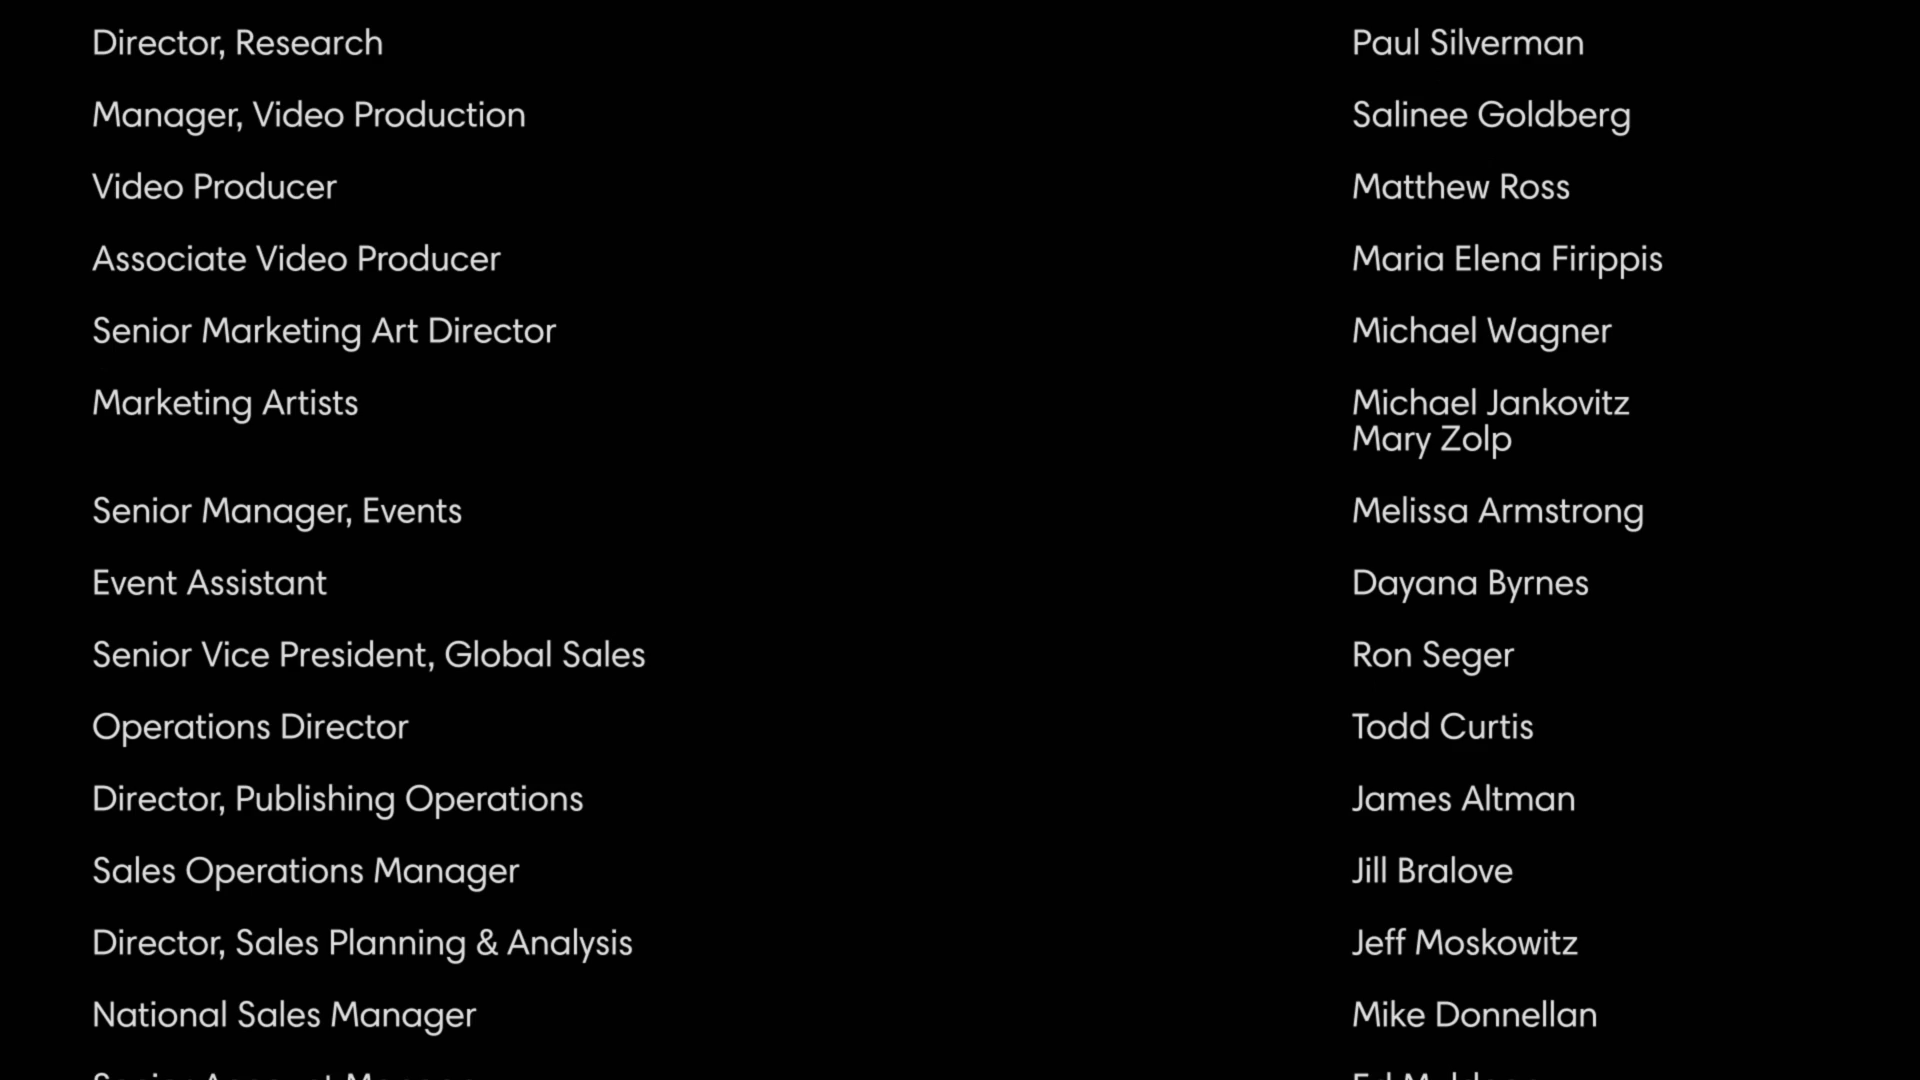 Director, Research Paul Silverman
Manager, Video Production Salinee Goldberg
Video Producer Matthew Ross
Associate Video Producer Maria Elena Firippis
Senior Marketing Art Director Michael Wagner
Marketing Artists Michael Jankovitz
Mary Zolp
Senior Manager, Events Melissa Armstrong
Event Assistant Dayana Byrnes
Senior Vice President, Global Sales Ron Seger
Operations Director Todd Curtis
Director, Publishing Operations James Altman
Sales Operations Manager Jill Bralove
Director, Sales Planning & Analysis Jeff Moskowitz
National Sales Manager Mike Donnellan